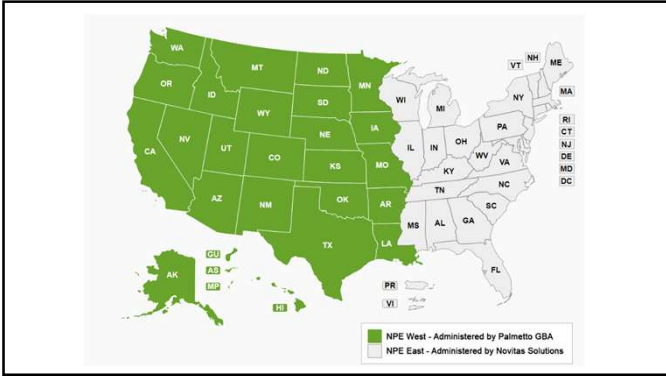 WA
MT
ND
MN
OR
ID
SD
WY
WI
MI
NY
VT
NH
ME
MA
RI
CT
NJ
DE
MD
DC
NV
UT
NE
IA
CA
CO
KS
MO
IL
IN
OH
PA
WV
VA
KY
NC
TN
AZ
NM
OK
AR
SC
MS
AL
GA
TX
LA
FL
AK
GU
AS
MP
HI
PR
VI
NPE West - Administered by Palmetto GBA
NPE East - Administered by Novitas Solutions